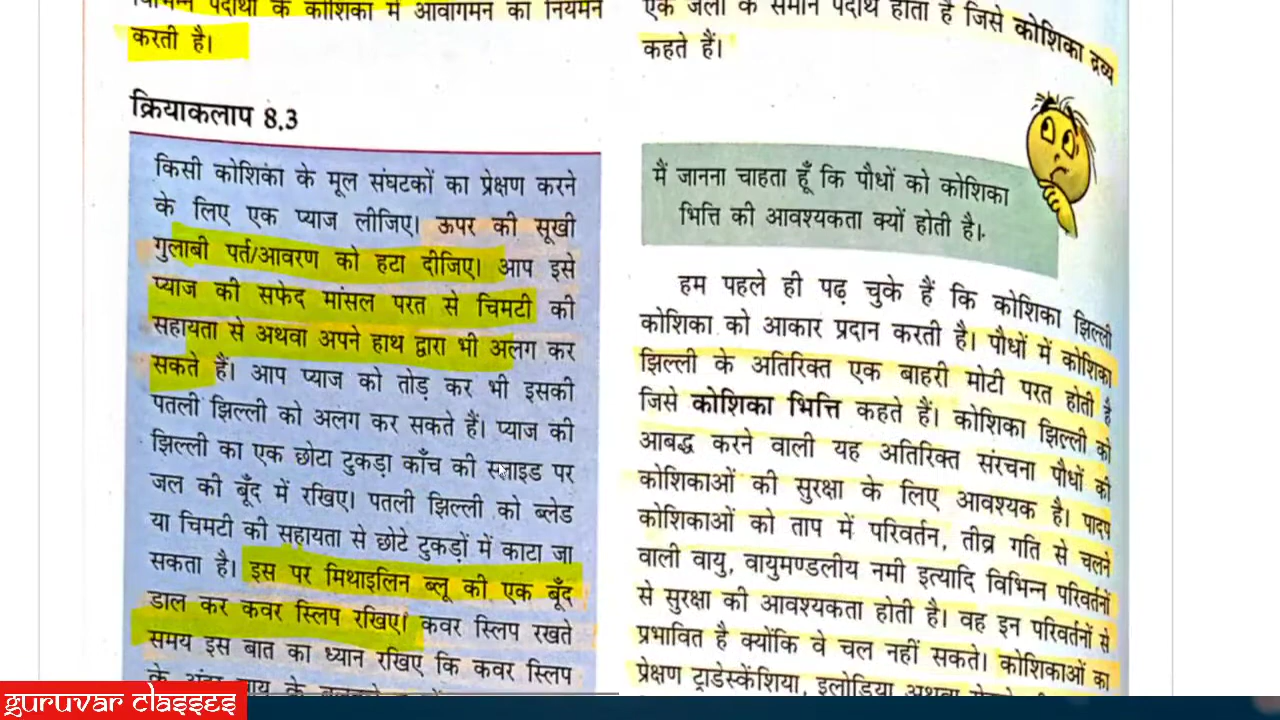 विभिन्न पदार्थों के कोशिका में आवागमन का नियमन
करती है।
क्रियाकलाप 8.3
किसी कोशिका के मूल संघटकों का प्रेक्षण करने
के लिए एक प्याज लीजिए। ऊपर की सूखी
गुलाबी पर्त/आवरण को हटा दीजिए। आप इसे
प्याज की सफेद मांसल परत से चिमटी की
सहायता से अथवा अपने हाथ द्वारा भी अलग कर
सकते हैं। आप प्याज को तोड़ कर भी इसकी
पतली झिल्ली को अलग कर सकते हैं। प्याज की
झिल्ली का एक छोटा टुकड़ा काँच की स्लाइड पर
जल की बूँद में रखिए। पतली झिल्ली को ब्लेड
या चिमटी की सहायता से छोटे टुकड़ों में काटा जा
सकता है। इस पर मिथाइलिन ब्लू की एक बूँद
डाल कर कवर स्लिप रखिए। कवर स्लिप रखते
समय इस बात का ध्यान रखिए कि कवर स्लिप
एक जेली के समान पदार्थ होता है जिसे कोशिका द्रव्य
कहते हैं।
मैं जानना चाहता हूँ कि पौधों को कोशिका
भित्ति की आवश्यकता क्यों होती है।
हम पहले ही पढ़ चुके हैं कि कोशिका झिल्ली
कोशिका को आकार प्रदान करती है। पौधों में कोशिका
झिल्ली के अतिरिक्त एक बाहरी मोटी परत होती है
जिसे कोशिका भित्ति कहते हैं। कोशिका झिल्ली को
आबद्ध करने वाली यह अतिरिक्त संरचना पौधों की
कोशिकाओं की सुरक्षा के लिए आवश्यक है। पादप
कोशिकाओं को ताप में परिवर्तन, तीव्र गति से चलने
वाली वायु, वायुमण्डलीय नमी इत्यादि विभिन्न परिवर्तनों
से सुरक्षा की आवश्यकता होती है। वह इन परिवर्तनों से
प्रभावित है क्योंकि वे चल नहीं सकते। कोशिकाओं का
प्रेक्षण ट्राडेस्केंशिया, इलोडिया अथवा
guruvar classes